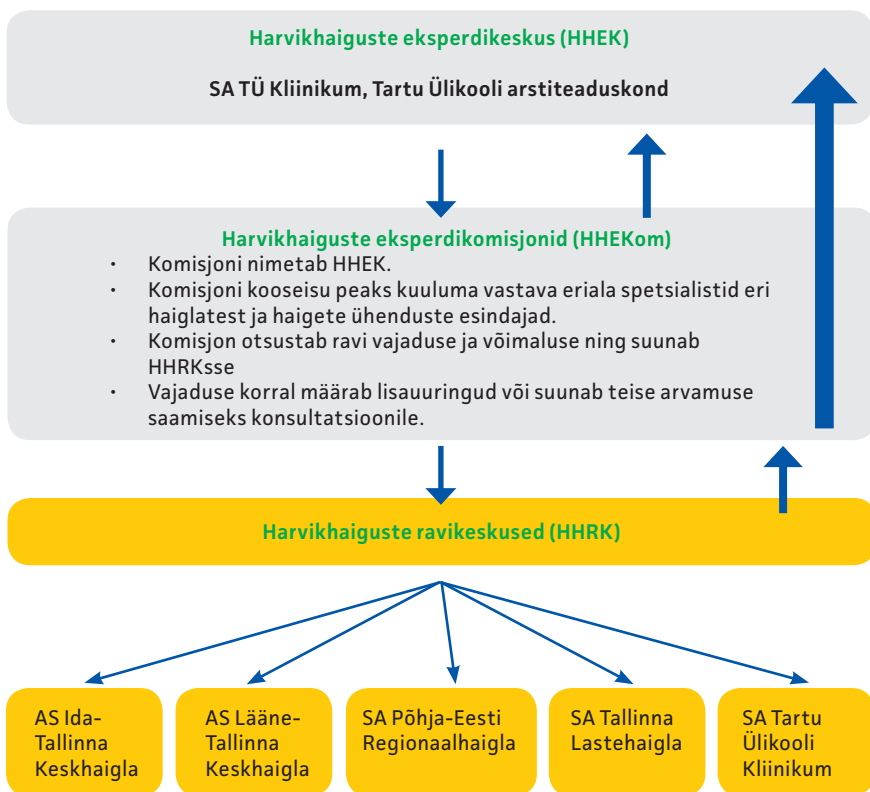 Harvikhaiguste eksperdikeskus (HHEK)
SA TÜ Kliinikum, Tartu Ülikooli arstiteaduskond
Harvikhaiguste eksperdikomisjonid (HHEKom)
• Komisjoni nimetab HHEK.
• Komisjoni kooseisu peaks kuuluma vastava eriala spetsialistid eri
haiglatest ja haigete ühenduste esindajad.
• Komisjon otsustab ravi vajaduse ja võimaluse ning suunab
HHRKsse
• Vajaduse korral määrab lisauuringud või suunab teise arvamuse
saamiseks konsultatsioonile.
Harvikhaiguste ravikeskused (HHRK)
AS Ida-
Tallinna
Keskhaigla
AS Lääne-
Tallinna
Keskhaigla
SA Põhja-Eesti
Regionaalhaigla
SA Tallinna
Lastehaigla
SA Tartu
Ülikooli
Kliinikum